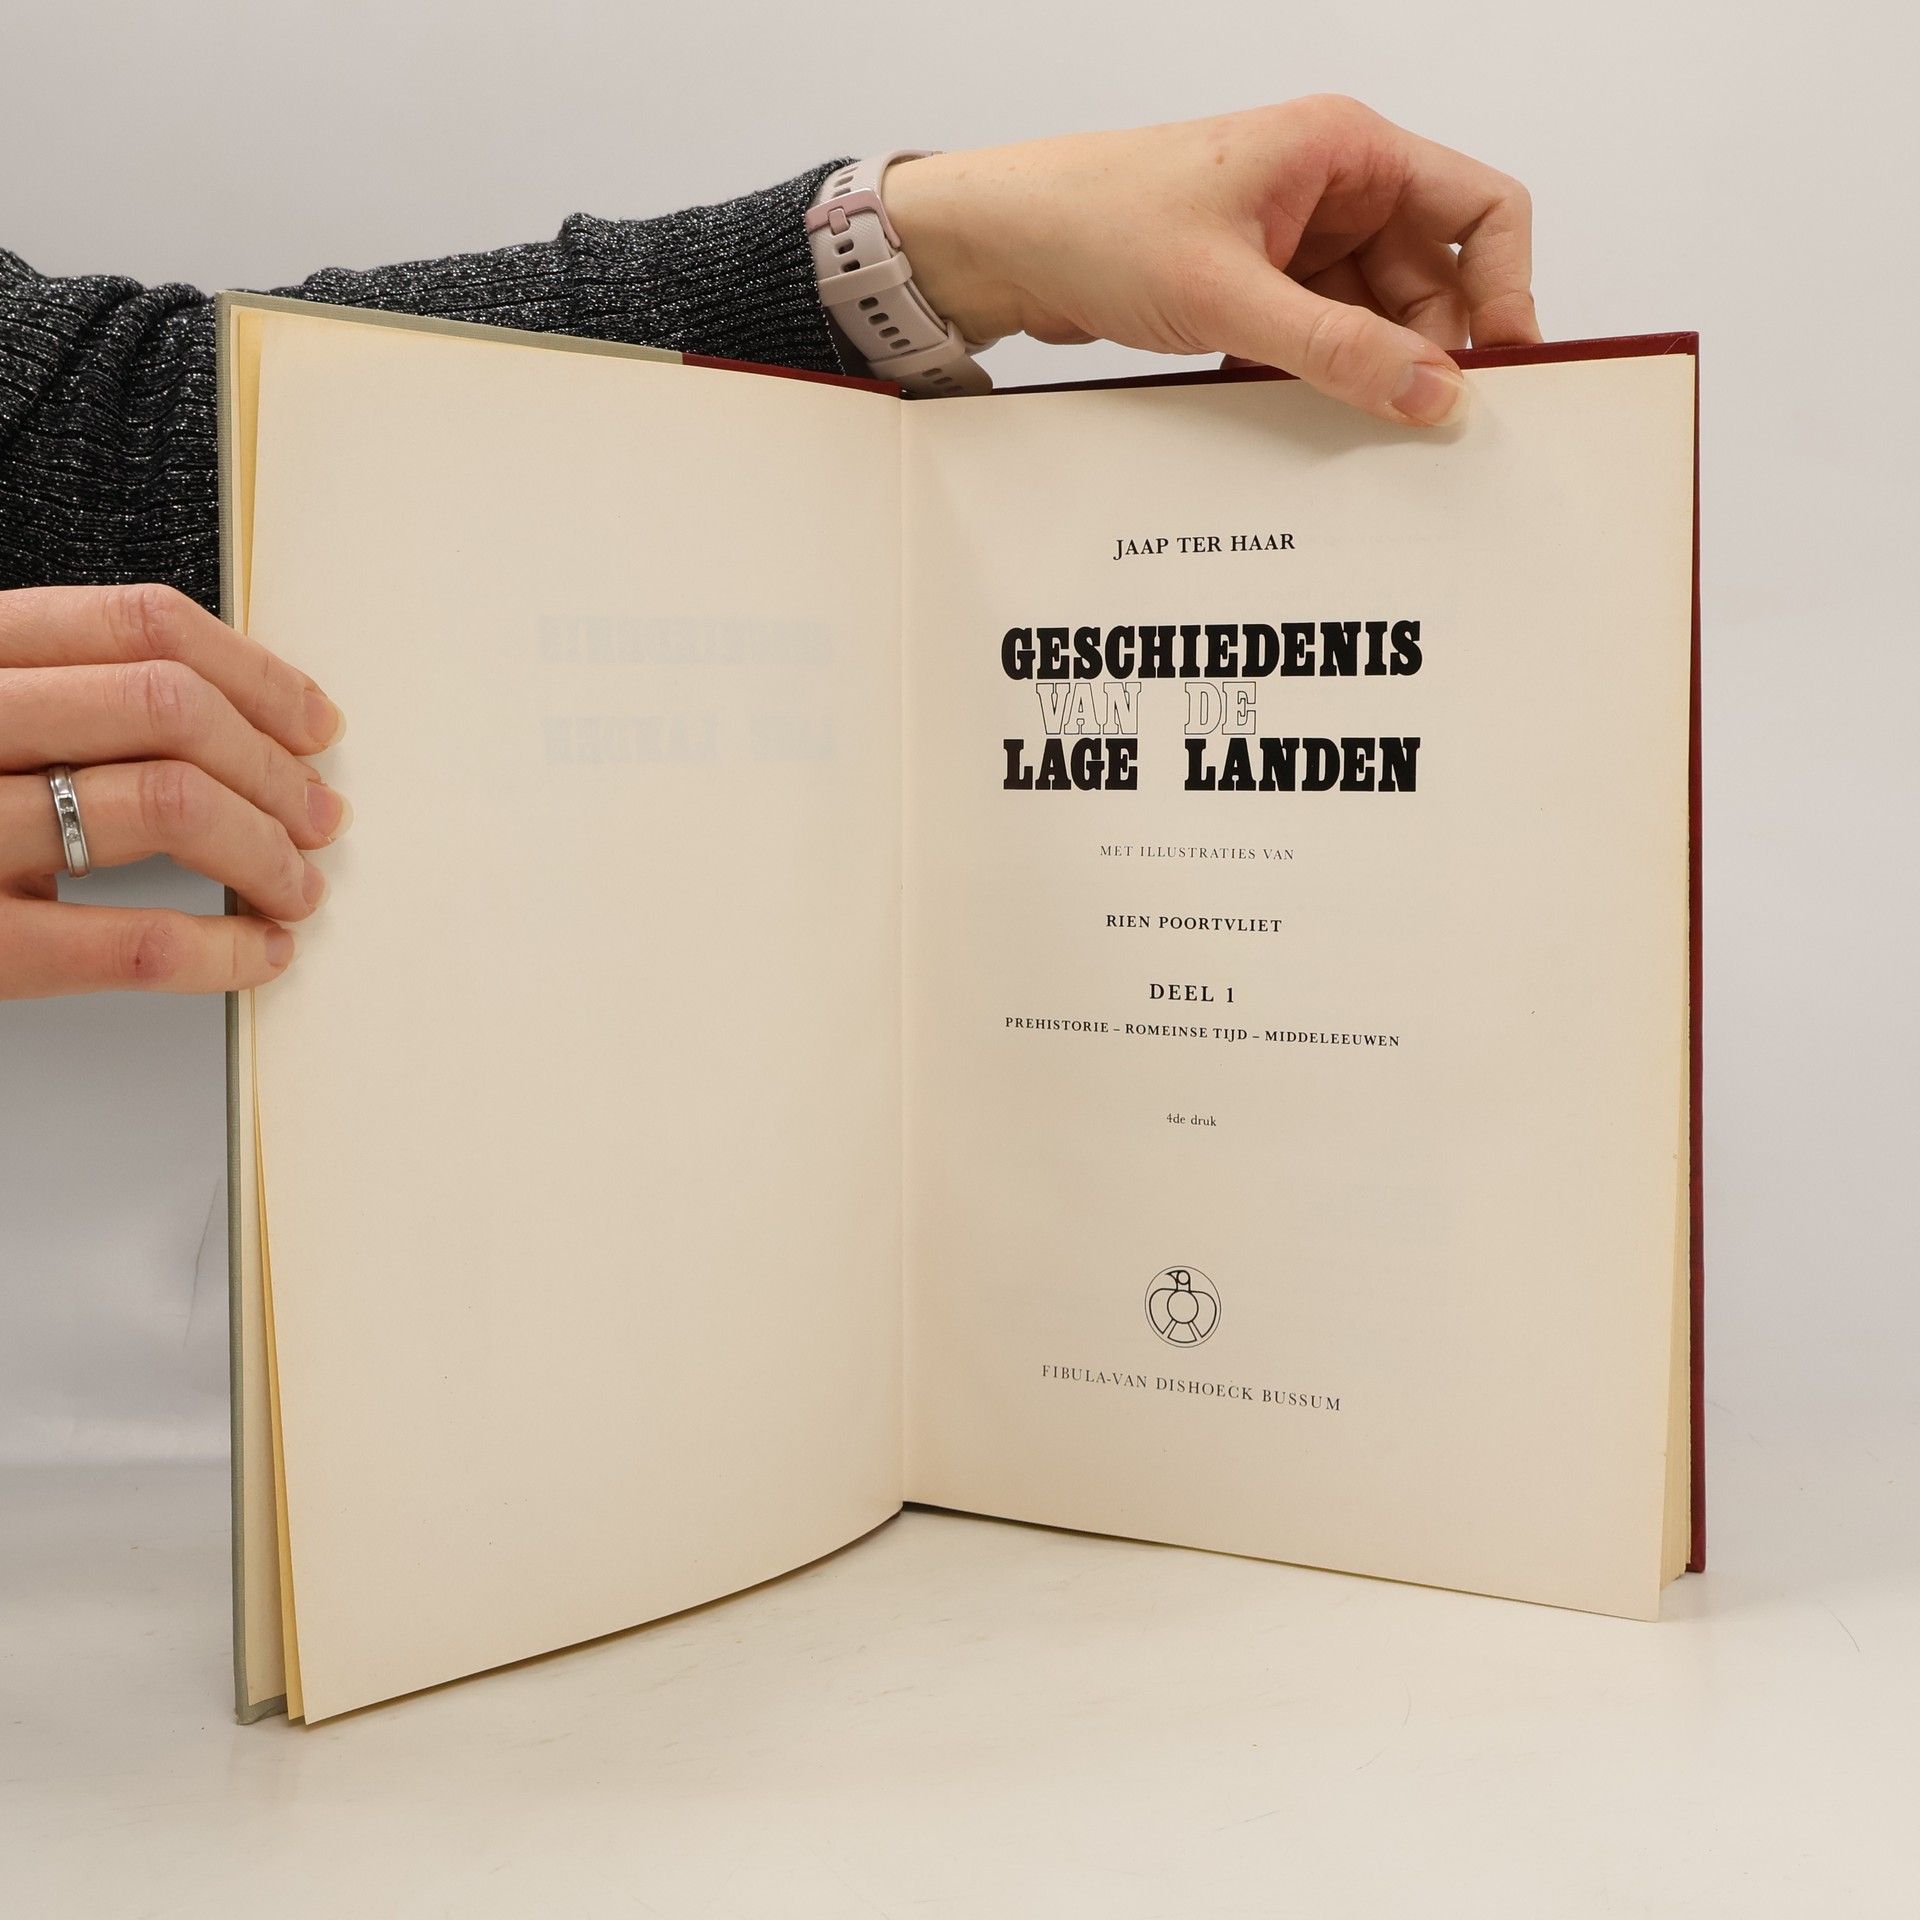 JAAP TER HAAR
GESCHIEDENIS
VAN DE
LAGE LANDEN
MET ILLUSTRATIES VAN
RIEN POORTVLIET
DEEL 1
PREHISTORIE – ROMEINSE TIJD – MIDDELEEUWEN
4de druk
FIBULA-VAN DISHOECK BUSSUM